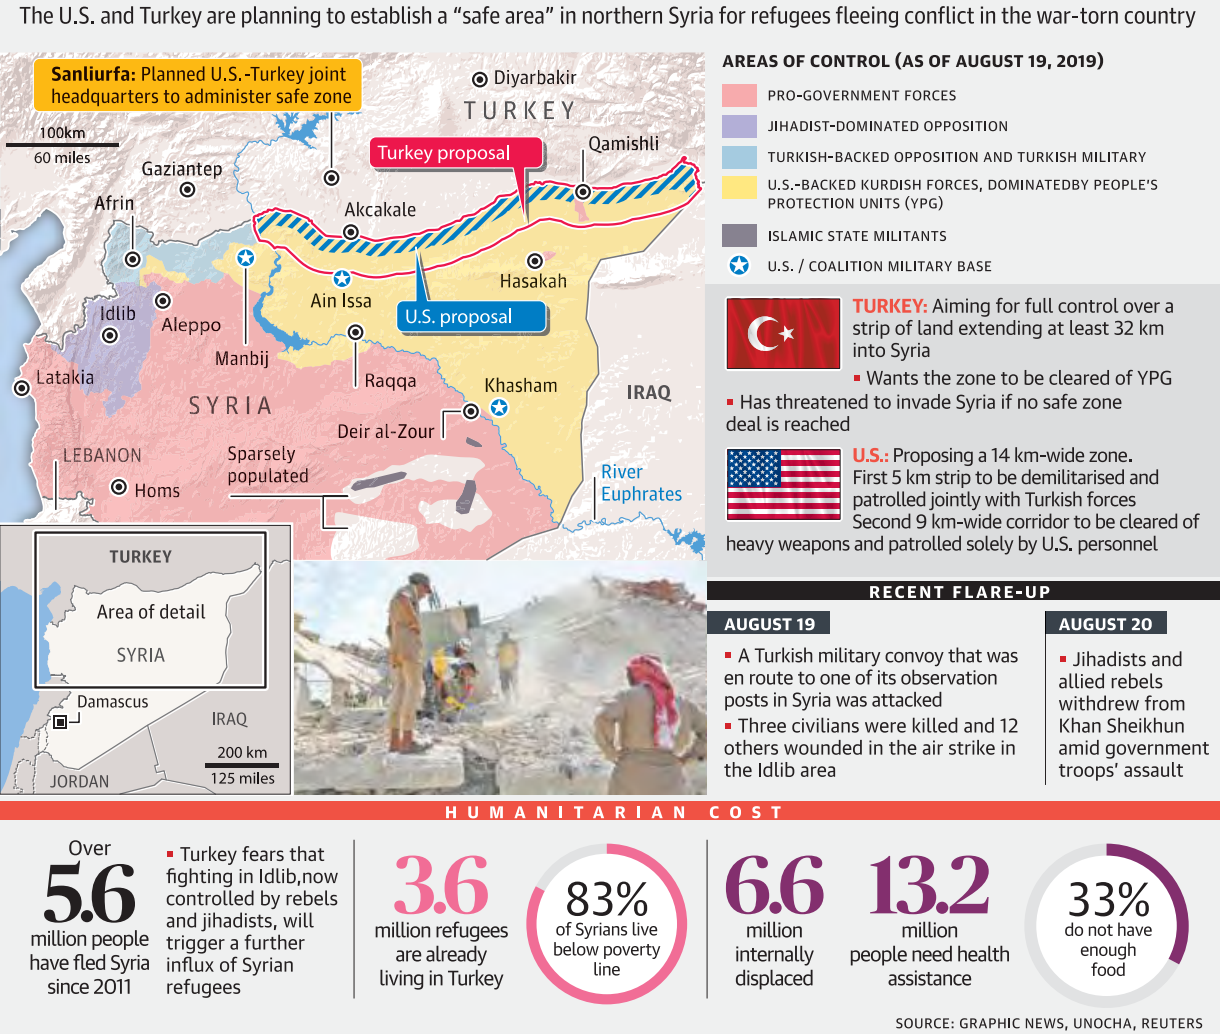 The U.S. and Turkey are planning to establish a “safe area” in northern Syria for refugees fleeing conflict in the war-torn country
Sanliurfa: Planned U.S.-Turkey joint
headquarters to administer safe zone
100km
60 miles
Diyarbakir
TURKEY
Turkey proposal
Qamishli
Gaziantep
Afrin
Akcakale
Hasakah
Ain Issa
U.S. proposal
Idlib
Aleppo
Manbij
Latakia
Raqqa
Khasham
SYRIA
IRAQ
Deir al-Zour
LEBANON
Sparsely
populated
Homs
River
Euphrates
TURKEY
Area of detail
SYRIA
Damascus
IRAQ
200 km
125 miles
JORDAN
AREAS OF CONTROL (AS OF AUGUST 19, 2019)
PRO-GOVERNMENT FORCES
JIHADIST-DOMINATED OPPOSITION
TURKISH-BACKED OPPOSITION AND TURKISH MILITARY
U.S.-BACKED KURDISH FORCES, DOMINATEDBY PEOPLE’S
PROTECTION UNITS (YPG)
ISLAMIC STATE MILITANTS
U.S. / COALITION MILITARY BASE
TURKEY: Aiming for full control over a
strip of land extending at least 32 km
into Syria
▪ Wants the zone to be cleared of YPG
▪ Has threatened to invade Syria if no safe zone
deal is reached
U.S.: Proposing a 14 km-wide zone.
First 5 km strip to be demilitarised and
patrolled jointly with Turkish forces
Second 9 km-wide corridor to be cleared of
heavy weapons and patrolled solely by U.S. personnel
RECENT FLARE-UP
AUGUST 19
▪ A Turkish military convoy that was
en route to one of its observation
posts in Syria was attacked
▪ Three civilians were killed and 12
others wounded in the air strike in
the Idlib area
AUGUST 20
▪ Jihadists and
allied rebels
withdrew from
Khan Sheikhun
amid government
troops’ assault
HUMANITARIAN COST
Over
5.6
million people
have fled Syria
since 2011
▪ Turkey fears that
fighting in Idlib,now
controlled by rebels
and jihadists, will
trigger a further
influx of Syrian
refugees
3.6
million refugees
are already
living in Turkey
83%
of Syrians live
below poverty
line
6.6
million
internally
displaced
13.2
million
people need health
assistance
33%
do not have
enough
food
SOURCE: GRAPHIC NEWS, UNOCHA, REUTERS